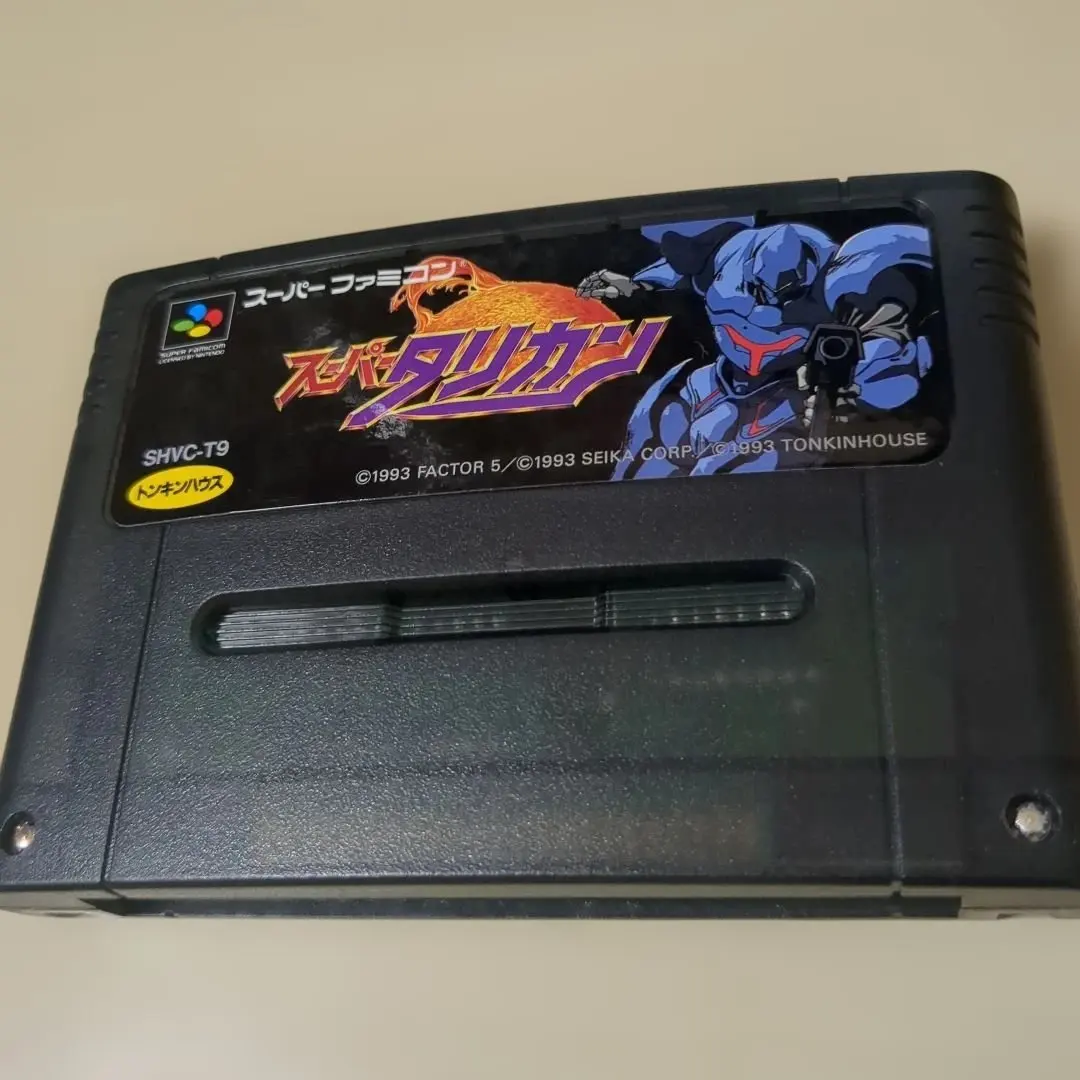 スーパーファミコン®
SUPER FAMICOM
LICENSED BY NINTENDO
スーパータリカン
SHVC-T9
トンキンハウス
©1993 FACTOR 5/©1993 SEIKA CORP./©1993 TONKINHOUSE